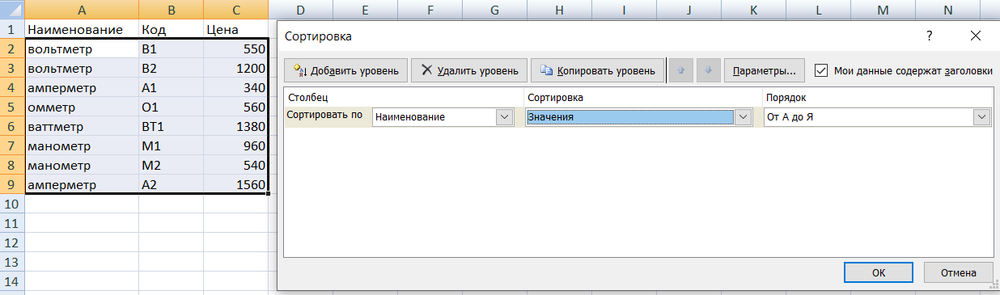 A B C D E F G H I J K L M N
1 Наименование Код Цена
2 вольтметр В1 550
3 вольтметр В2 1200
4 амперметр А1 340
5 омметр О1 560
6 ваттметр ВТ1 1380
7 манометр М1 960
8 манометр М2 540
9 амперметр А2 1560
10
11
12
13
14
Сортировка ?
Добавить уровень Удалить уровень Копировать уровень Параметры... Мои данные содержат заголовки
Столбец Сортировка Порядок
Сортировать по Наименование Значения От А до Я
ОК Отмена